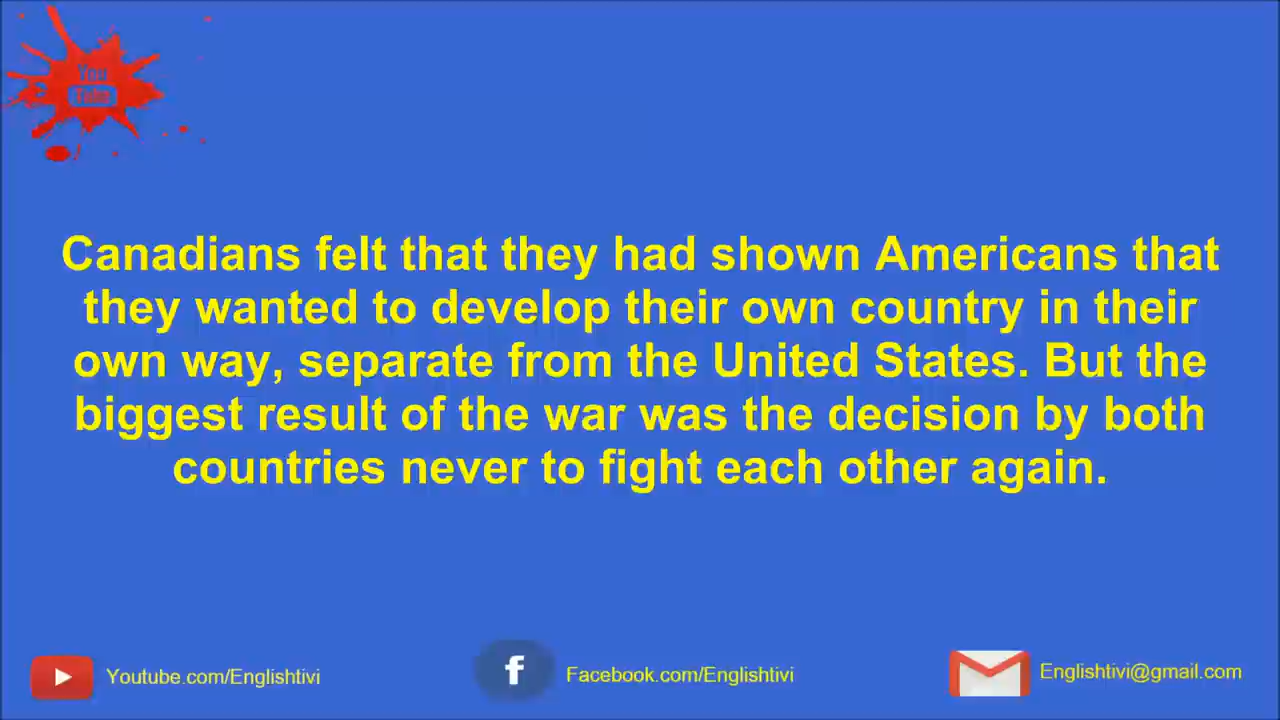 You
Tube
Canadians felt that they had shown Americans that
they wanted to develop their own country in their
own way, separate from the United States. But the
biggest result of the war was the decision by both
countries never to fight each other again.
Youtube.com/Englishtivi
f
Facebook.com/Englishtivi
Englishtivi@gmail.com